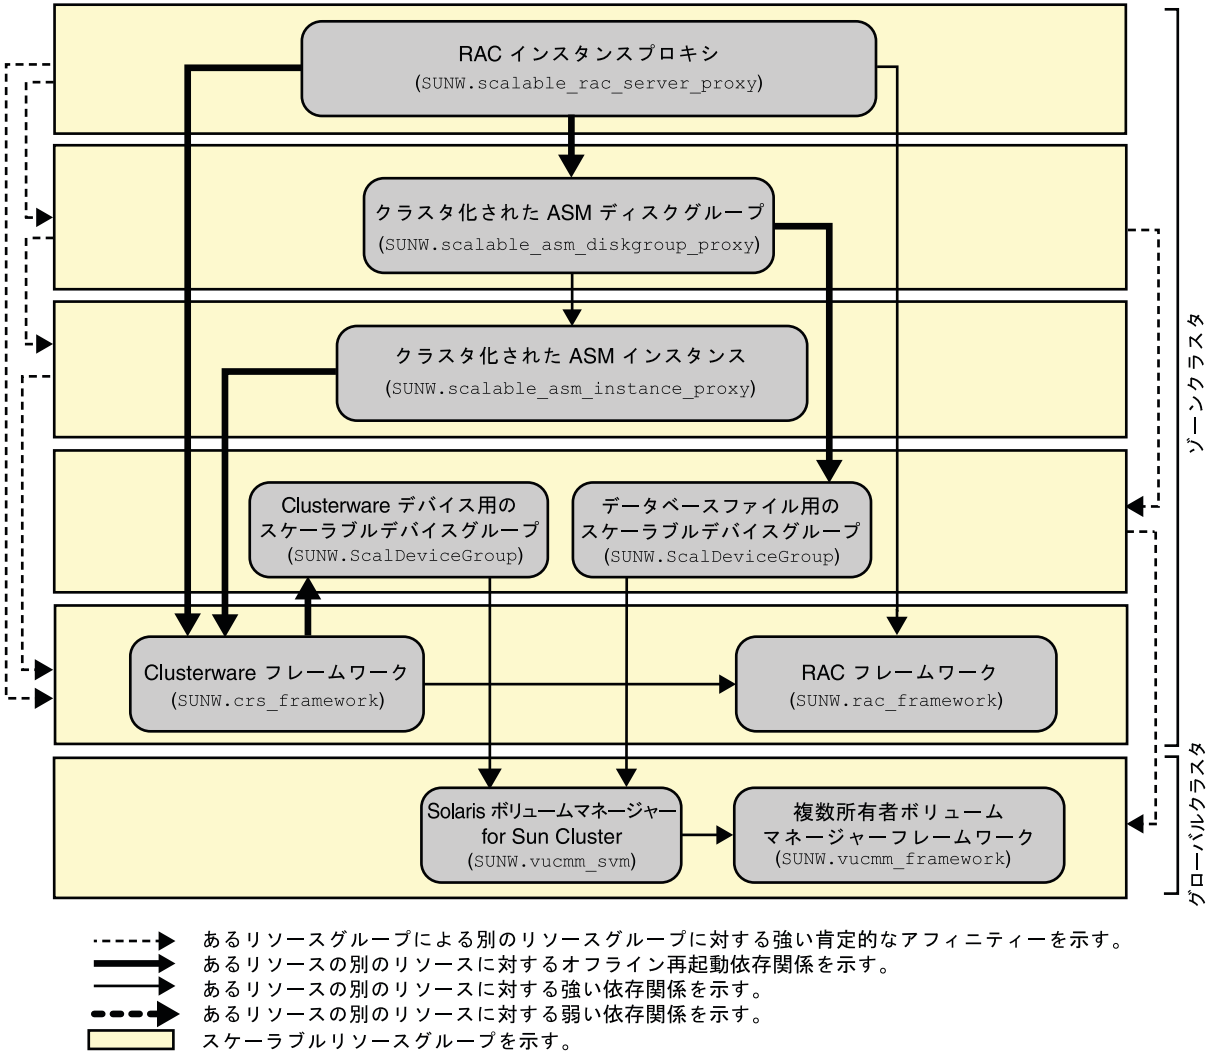 RAC インスタンスプロキシ
(SUNW.scalable_rac_server_proxy)
クラスタ化された ASM ディスクグループ
(SUNW.scalable_asm_diskgroup_proxy)
クラスタ化された ASM インスタンス
(SUNW.scalable_asm_instance_proxy)
Clusterware デバイス用の
スケーラブルデバイスグループ
(SUNW.ScalDeviceGroup)
データベースファイル用の
スケーラブルデバイスグループ
(SUNW.ScalDeviceGroup)
Clusterware フレームワーク
(SUNW.crs_framework)
RAC フレームワーク
(SUNW.rac_framework)
ゾーンクラスタ
Solaris ボリュームマネージャー
for Sun Cluster
(SUNW.vucmm_svm)
複数所有者ボリューム
マネージャーフレームワーク
(SUNW.vucmm_framework)
グローバルクラスタ
あるリソースグループによる別のリソースグループに対する強い肯定的なアフィニティーを示す。
あるリソースの別のリソースに対するオフライン再起動依存関係を示す。
あるリソースの別のリソースに対する強い依存関係を示す。
あるリソースの別のリソースに対する弱い依存関係を示す。
スケーラブルリソースグループを示す。